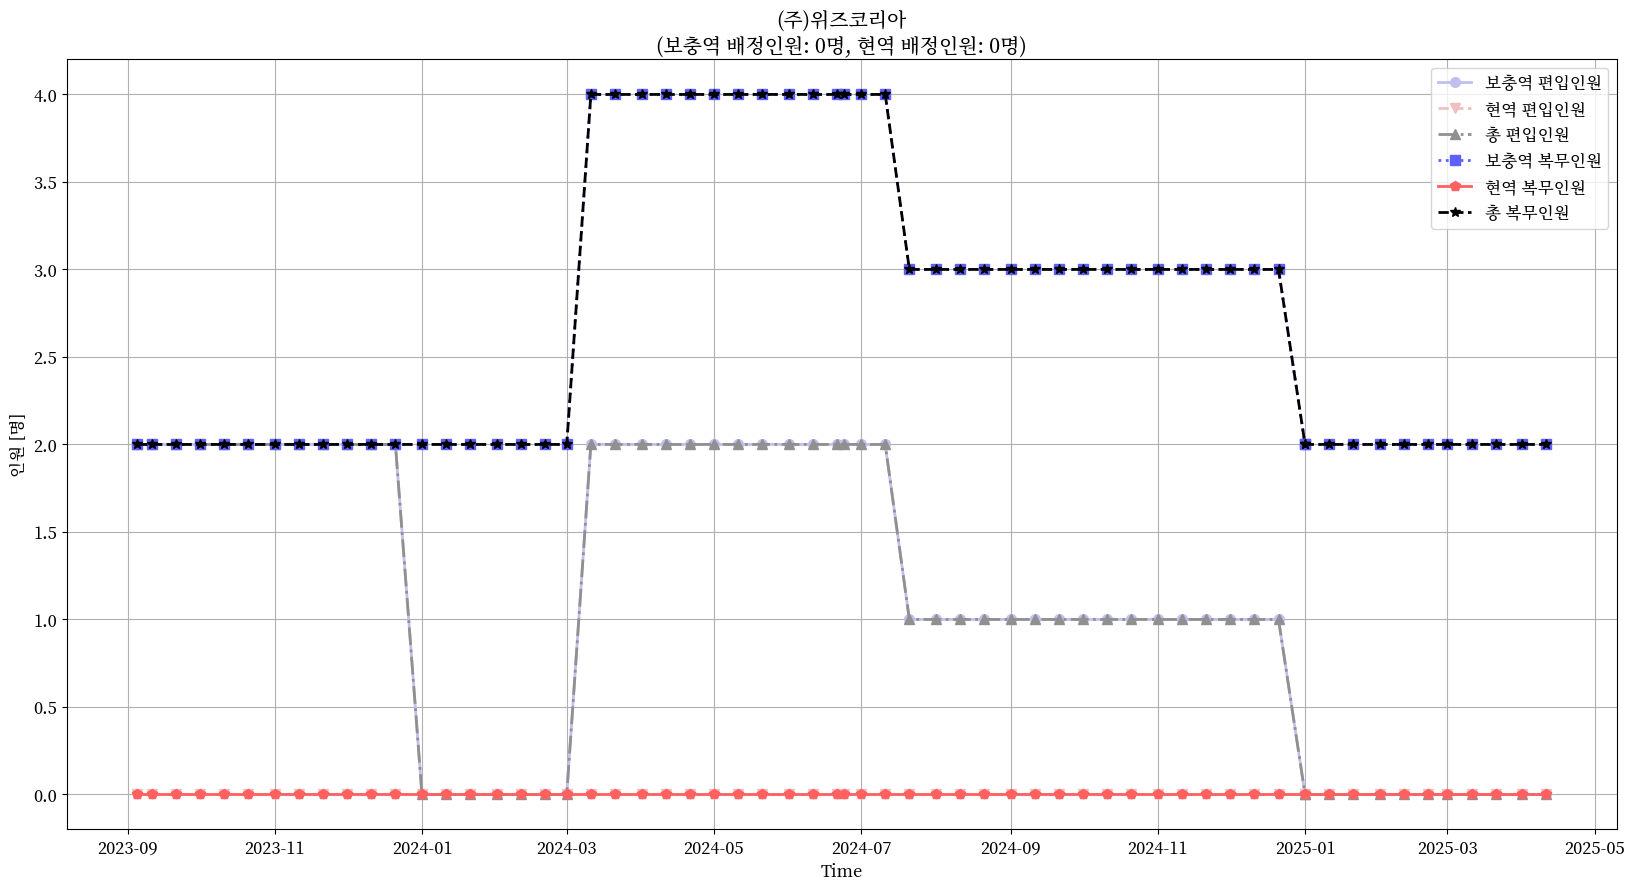 (주)위즈코리아
(보충역 배정인원: 0명, 현역 배정인원: 0명)
보충역 편입인원
현역 편입인원
총 편입인원
보충역 복무인원
현역 복무인원
총 복무인원
인원 [명]
4.0
3.5
3.0
2.5
2.0
1.5
1.0
0.5
0.0
2023-09 2023-11 2024-01 2024-03 2024-05 2024-07 2024-09 2024-11 2025-01 2025-03 2025-05
Time